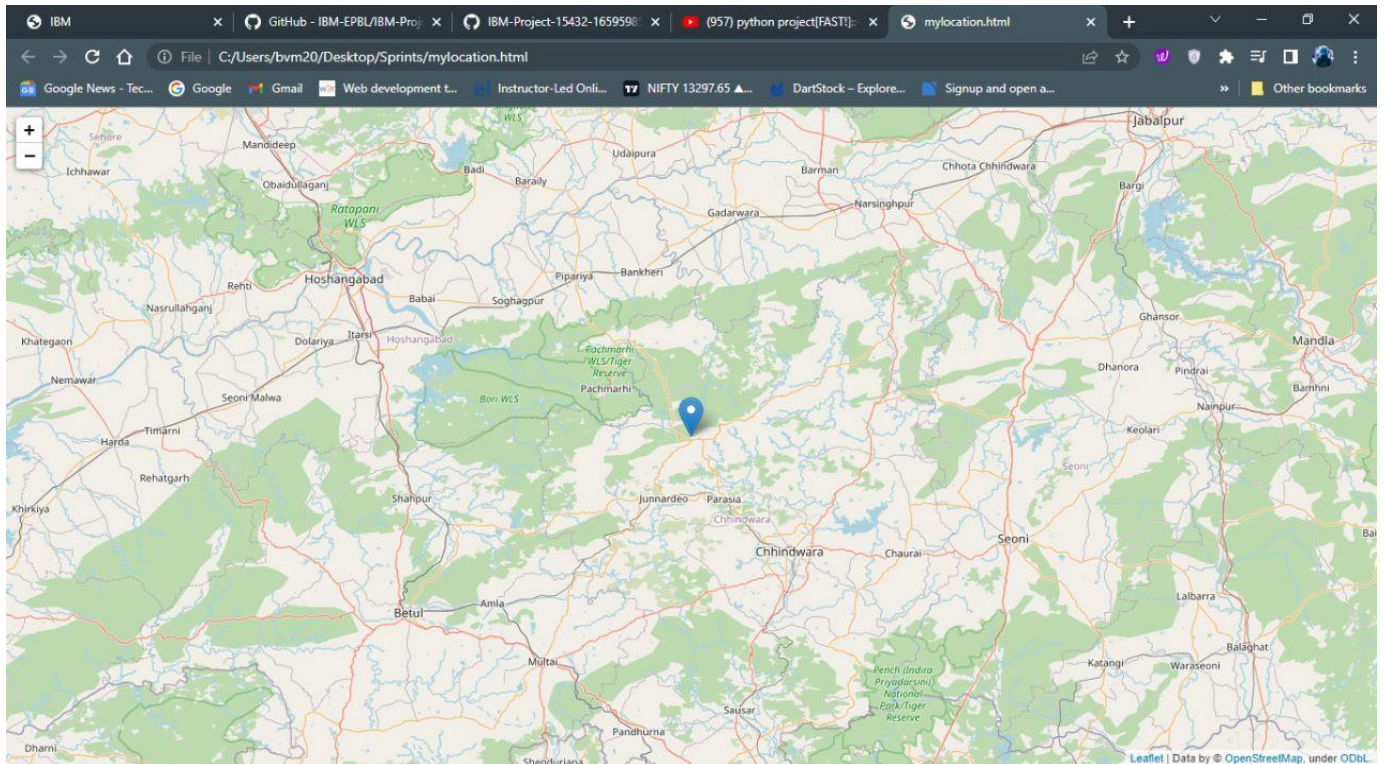 IBM
GitHub - IBM-EPBL/IBM-Proj
IBM-Project-15432-1659598
(957) python project[FAST!]:
mylocation.html
File | C:/Users/bvm20/Desktop/Sprints/mylocation.html
Google News - Tec...
Google
Gmail
Web development t...
Instructor-Led Onli...
NIFTY 13297.65 ▲...
DartStock – Explore...
Signup and open a...
»
Other bookmarks
+
−
WLS
Jabalpur
Sehore
Mandideep
Udaipura
Ichhawar
Badi
Barman
Chhota Chhindwara
Obaidullaganj
Baraily
Bargi
Ratapani
WLS
Gadarwara
Narsinghpur
Hoshangabad
Rehti
Pipariya
Bankheri
Nasrullahganj
Babai
Soghagpur
Ghansor
Khategaon
Dolariya
Itarsi
Hoshangabad
Mandla
Pachmarhi
WLS/Tiger
Reserve
Dhanora
Pindrai
Nemawar
Pachmarhi
Bamhni
Seoni Malwa
Bori WLS
Nainpur
Harda
Timarni
Keolari
Rehatgarh
Seoni
Khirkiya
Shahpur
Junnardeo
Parasia
Chhindwara
Bai
Chhindwara
Chaurai
Seoni
Betul
Amla
Lalbarra
Multai
Balaghat
Pench (Indira
Priyadarsini)
National
Park/Tiger
Reserve
Katangi
Waraseoni
Sausar
Pandhurna
Dharni
Shendurjana
Leaflet | Data by © OpenStreetMap, under ODbL.